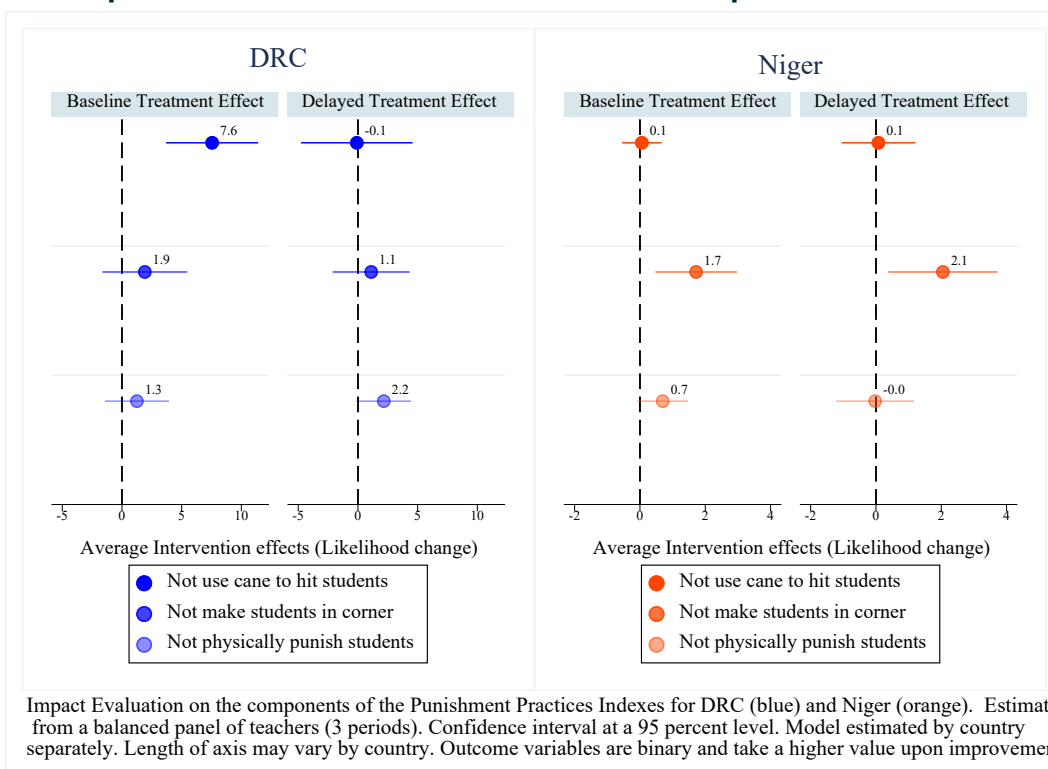 DRC
Niger
Baseline Treatment Effect
Delayed Treatment Effect
Baseline Treatment Effect
Delayed Treatment Effect
7.6
-0.1
0.1
0.1
1.9
1.1
1.7
2.1
1.3
2.2
0.7
-0.0
-5 0 5 10
-5 0 5 10
-2 0 2 4
-2 0 2 4
Average Intervention effects (Likelihood change)
Average Intervention effects (Likelihood change)
Not use cane to hit students
Not make students in corner
Not physically punish students
Not use cane to hit students
Not make students in corner
Not physically punish students
Impact Evaluation on the components of the Punishment Practices Indexes for DRC (blue) and Niger (orange). Estimat
from a balanced panel of teachers (3 periods). Confidence interval at a 95 percent level. Model estimated by country
separately. Length of axis may vary by country. Outcome variables are binary and take a higher value upon improveme